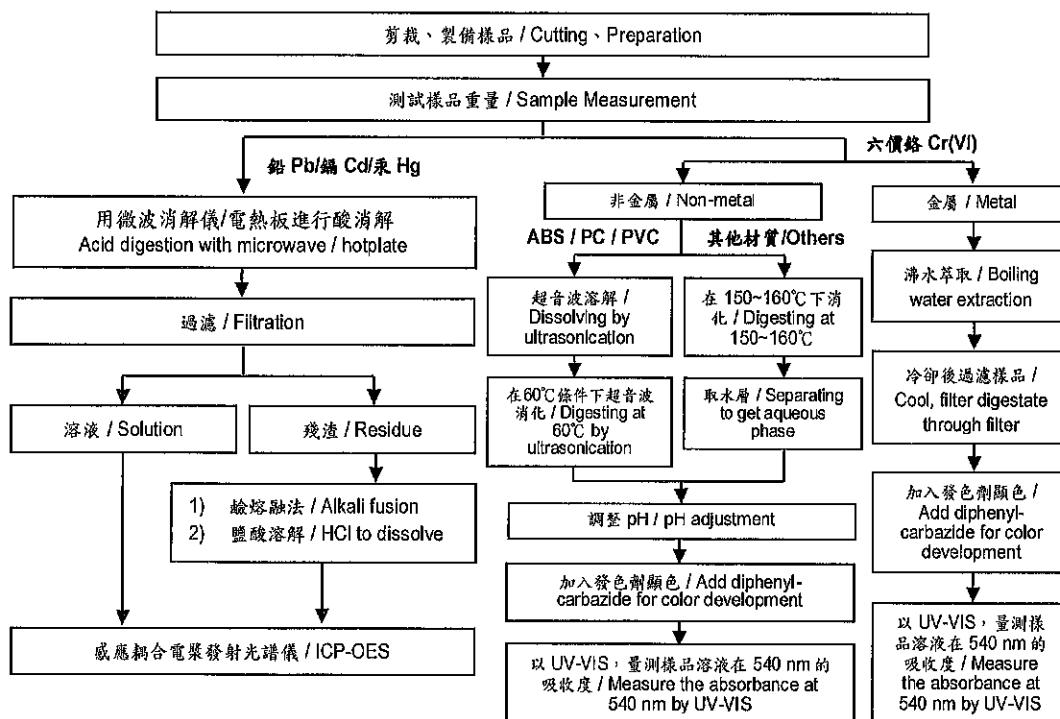 剪裁、製備樣品 / Cutting、Preparation
測試樣品重量 / Sample Measurement
鉛 Pb/鎘 Cd/汞 Hg
六價鉻 Cr(VI)
用微波消解儀/電熱板進行酸消解
Acid digestion with microwave / hotplate
過濾 / Filtration
溶液 / Solution
殘渣 / Residue
1) 鹼熔融法 / Alkali fusion
2) 鹽酸溶解 / HCl to dissolve
感應耦合電漿發射光譜儀 / ICP-OES
非金屬 / Non-metal
ABS / PC / PVC
其他材質/Others
超音波溶解 /
Dissolving by
ultrasonication
在60℃條件下超音波
消化 / Digesting at
60℃ by
ultrasonication
在 150~160℃下消
化 / Digesting at
150~160℃
取水層 / Separating
to get aqueous
phase
調整 pH / pH adjustment
加入發色劑顯色 / Add diphenyl-
carbazide for color development
以 UV-VIS，量測樣品溶液在 540 nm 的
吸收度 / Measure the absorbance at
540 nm by UV-VIS
金屬 / Metal
沸水萃取 / Boiling
water extraction
冷卻後過濾樣品 /
Cool, filter digestate
through filter
加入發色劑顯色 /
Add diphenyl-
carbazide for color
development
以 UV-VIS，量測樣
品溶液在 540 nm 的
吸收度 / Measure
the absorbance at
540 nm by UV-VIS